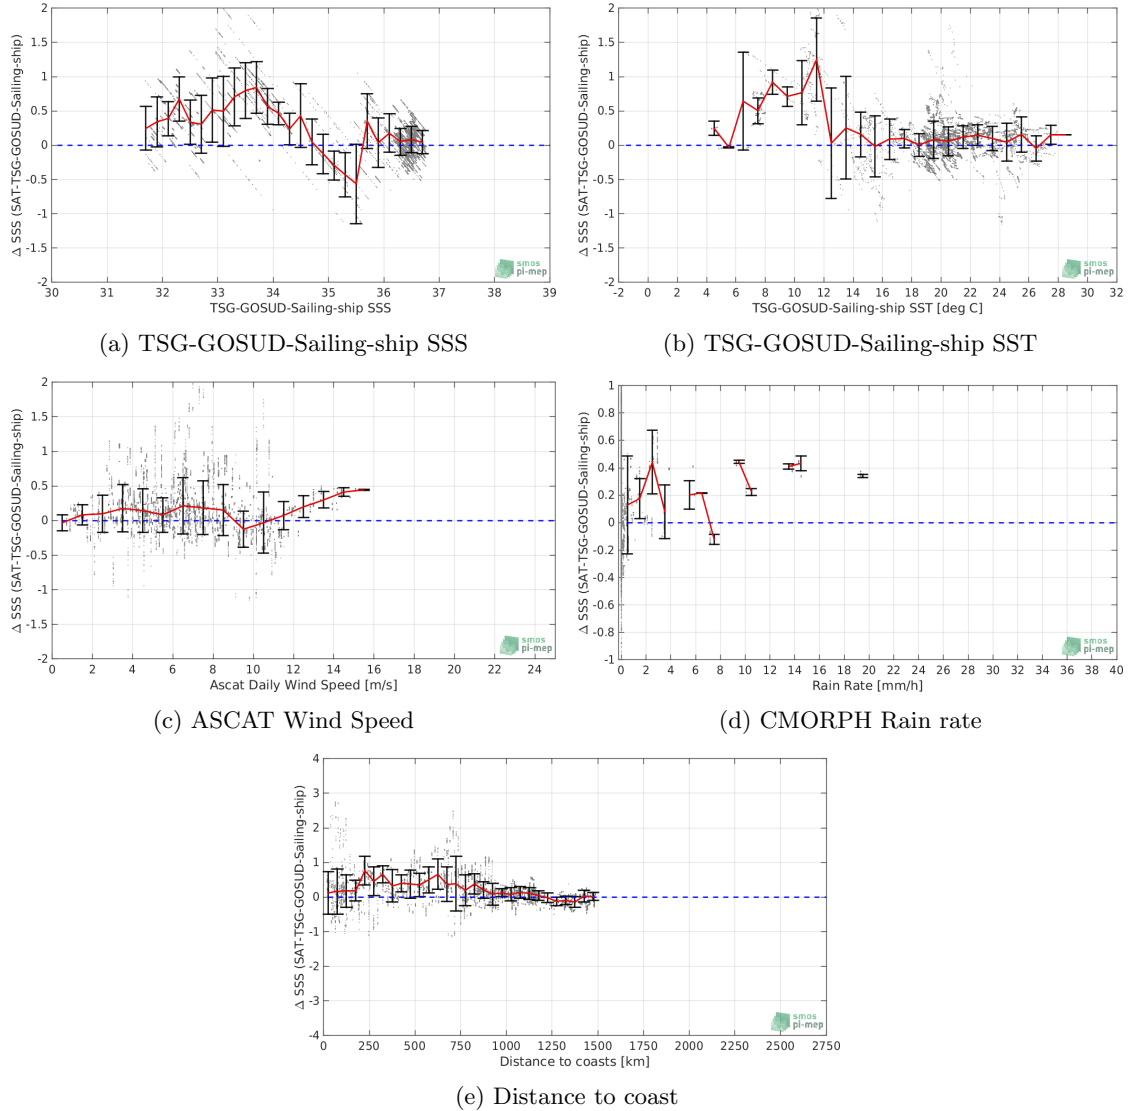 2
1.5
1
0.5
0
-0.5
-1
-1.5
-2
Δ SSS (SAT-TSG-GOSUD-Sailing-ship)
30 31 32 33 34 35 36 37 38 39
TSG-GOSUD-Sailing-ship SSS
smos
pi-mep
(a) TSG-GOSUD-Sailing-ship SSS
2
1.5
1
0.5
0
-0.5
-1
-1.5
-2
Δ SSS (SAT-TSG-GOSUD-Sailing-ship)
-2 0 2 4 6 8 10 12 14 16 18 20 22 24 26 28 30 32
TSG-GOSUD-Sailing-ship SST [deg C]
smos
pi-mep
(b) TSG-GOSUD-Sailing-ship SST
2
1.5
1
0.5
0
-0.5
-1
-1.5
-2
Δ SSS (SAT-TSG-GOSUD-Sailing-ship)
0 2 4 6 8 10 12 14 16 18 20 22 24
Ascat Daily Wind Speed [m/s]
smos
pi-mep
(c) ASCAT Wind Speed
1
0.8
0.6
0.4
0.2
0
-0.2
-0.4
-0.6
-0.8
-1
Δ SSS (SAT-TSG-GOSUD-Sailing-ship)
0 2 4 6 8 10 12 14 16 18 20 22 24 26 28 30 32 34 36 38 40
Rain Rate [mm/h]
smos
pi-mep
(d) CMORPH Rain rate
4
3
2
1
0
-1
-2
-3
-4
Δ SSS (SAT-TSG-GOSUD-Sailing-ship)
0 250 500 750 1000 1250 1500 1750 2000 2250 2500 2750
Distance to coasts [km]
smos
pi-mep
(e) Distance to coast